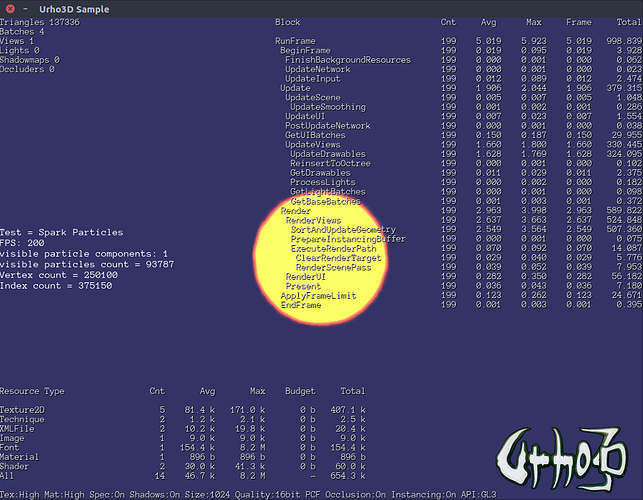 Urho3D Sample
Triangles 137336
Batches 4
Views 1
Lights 0
Shadowmaps 0
Occluders 0
Block Cnt Avg Max Frame Total
RunFrame 199 5.019 5.923 5.019 998.839
BeginFrame 199 0.019 0.095 0.019 3.928
FinishBackgroundResources 199 0.000 0.001 0.000 0.062
UpdateNetwork 199 0.000 0.001 0.000 0.023
UpdateInput 199 0.012 0.089 0.012 2.474
Update 199 1.906 2.044 1.906 379.315
UpdateScene 199 0.005 0.007 0.005 1.048
UpdateSmoothing 199 0.001 0.002 0.001 0.286
UpdateUI 199 0.007 0.023 0.007 1.554
PostUpdateNetwork 199 0.000 0.001 0.000 0.038
GetUIBatches 199 0.150 0.187 0.150 29.955
UpdateViews 199 1.660 1.800 1.660 330.445
UpdateDrawables 199 1.628 1.769 1.628 324.095
ReinsertToOctree 199 0.000 0.001 0.000 0.102
GetDrawables 199 0.011 0.029 0.011 2.375
ProcessLights 199 0.000 0.002 0.000 0.182
GetLightBatches 199 0.000 0.001 0.000 0.098
GetBaseBatches 199 0.001 0.003 0.001 0.372
Render 199 2.963 3.998 2.963 589.822
RenderViews 199 2.637 3.663 2.637 524.848
SortAndUpdateGeometry 199 2.549 3.564 2.549 507.360
PrepareInstancingBuffer 199 0.000 0.001 0.000 0.075
ExecuteRenderPath 199 0.070 0.092 0.070 14.087
ClearRenderTarget 199 0.029 0.040 0.029 5.776
RenderScenePass 199 0.039 0.052 0.039 7.953
RenderUI 199 0.282 0.350 0.282 56.182
Present 199 0.036 0.043 0.036 7.180
ApplyFrameLimit 199 0.123 0.262 0.123 24.671
EndFrame 199 0.001 0.003 0.001 0.395
Test = Spark Particles
FPS: 200
visible particle components: 1
visible particles count = 93787
Vertex count = 250100
Index count = 375150
Resource Type Cnt Avg Max Budget Total
Texture2D 5 81.4 k 171.0 k 0 b 407.1 k
Technique 2 1.2 k 2.1 k 0 b 2.5 k
XMLFile 2 10.2 k 19.8 k 0 b 20.4 k
Image 1 9.0 k 9.0 k 0 b 9.0 k
Font 1 154.4 k 8.2 M 0 b 154.4 k
Material 1 896 b 896 b 0 b 896 b
Shader 2 30.0 k 41.3 k 0 b 60.0 k
All 14 46.7 k 8.2 M – 654.3 k
Urho3D
Tex:High Mat:High Spec:On Shadows:On Size:1024 Quality:16bit PCF Occlusion:On Instancing:On API:GL3